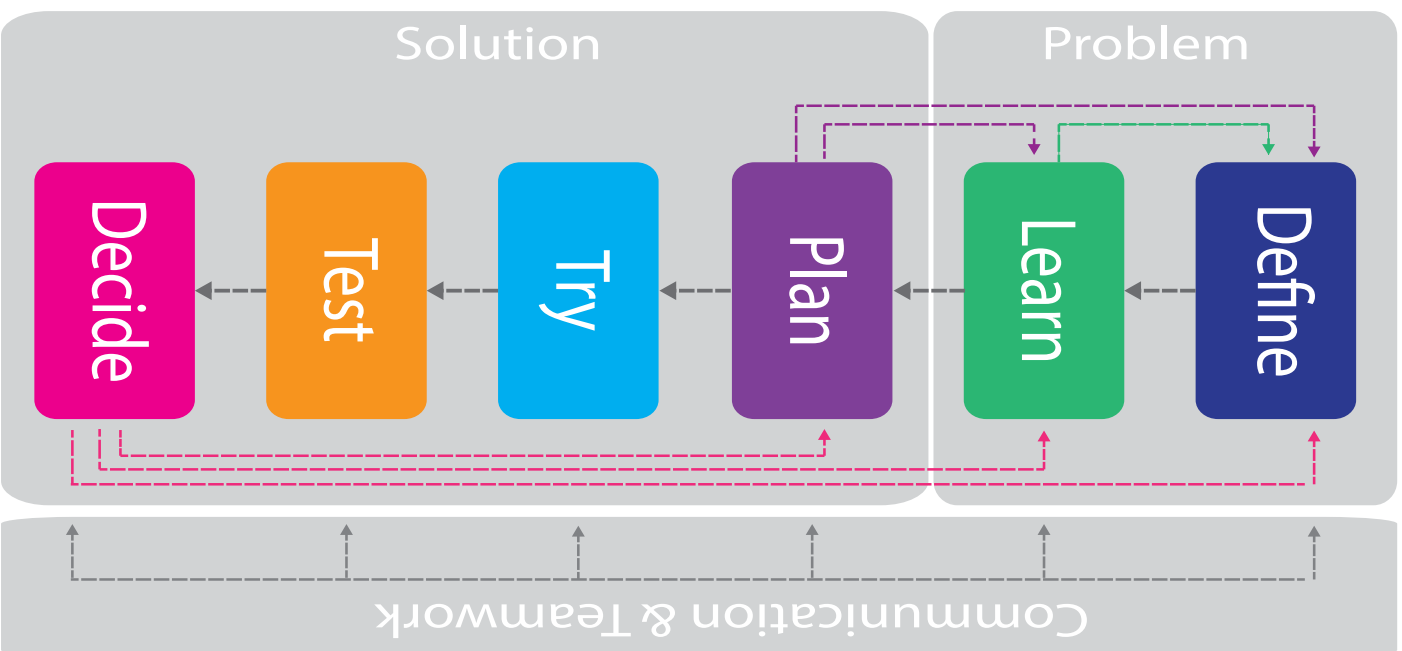 Solution
Problem
Decide
Test
Try
Plan
Learn
Define
Communication & Teamwork